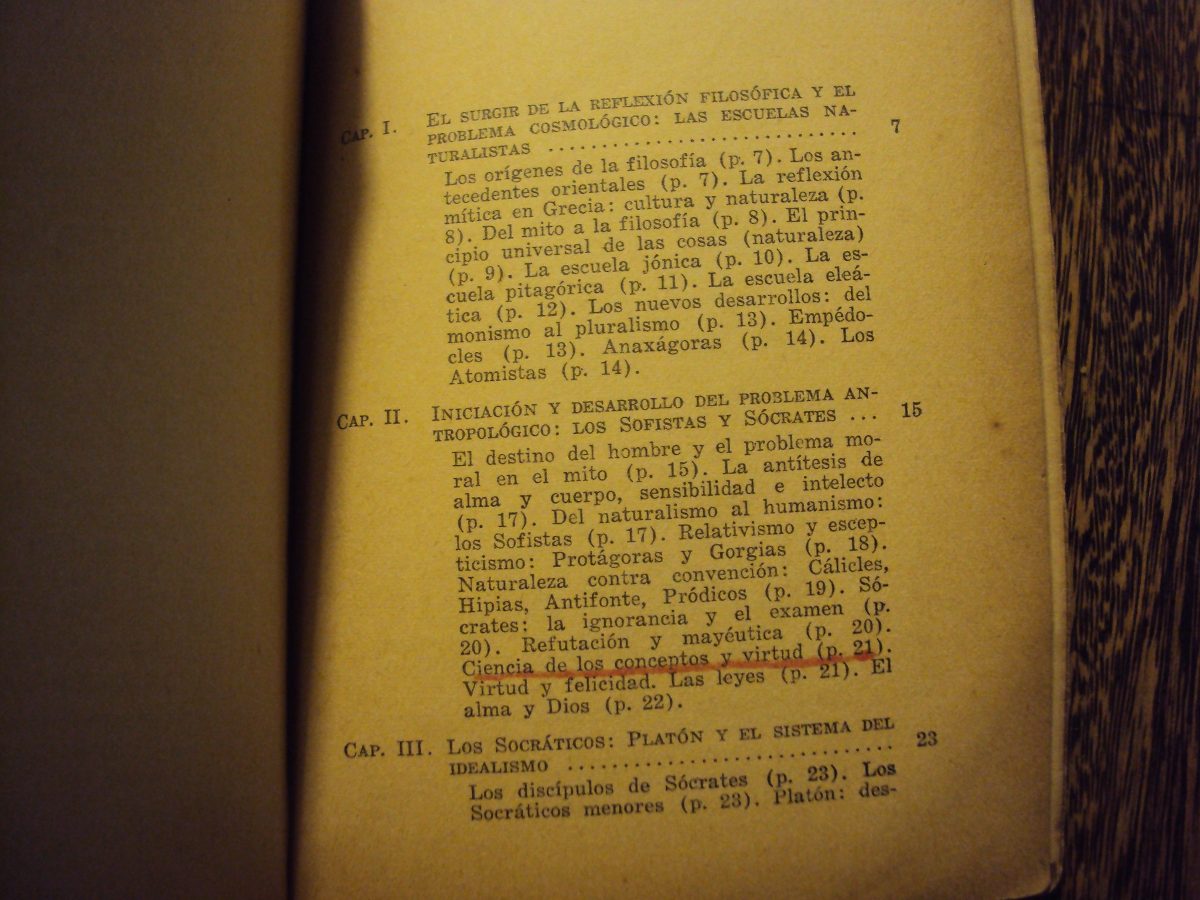 CAP. I. EL SURGIR DE LA REFLEXIÓN FILOSÓFICA Y EL
PROBLEMA COSMOLÓGICO: LAS ESCUELAS NA-
TURALISTAS .............................. 7
Los orígenes de la filosofía (p. 7). Los an-
tecedentes orientales (p. 7). La reflexión
mítica en Grecia: cultura y naturaleza (p.
8). Del mito a la filosofía (p. 8). El prin-
cipio universal de las cosas (naturaleza)
(p. 9). La escuela jónica (p. 10). La es-
cuela pitagórica (p. 11). La escuela eleá-
tica (p. 12). Los nuevos desarrollos: del
monismo al pluralismo (p. 13). Empédo-
cles (p. 13). Anaxágoras (p. 14). Los
Atomistas (p. 14).
CAP. II. INICIACIÓN Y DESARROLLO DEL PROBLEMA AN-
TROPOLÓGICO: LOS SOFISTAS Y SÓCRATES ... 15
El destino del hombre y el problema mo-
ral en el mito (p. 15). La antítesis de
alma y cuerpo, sensibilidad e intelecto
(p. 17). Del naturalismo al humanismo:
los Sofistas (p. 17). Relativismo y escep-
ticismo: Protágoras y Gorgias (p. 18).
Naturaleza contra convención: Cálicles,
Hipias, Antifonte, Pródicos (p. 19). Só-
crates: la ignorancia y el examen (p.
20). Refutación y mayéutica (p. 20).
Ciencia de los conceptos y virtud (p. 21).
Virtud y felicidad. Las leyes (p. 21). El
alma y Dios (p. 22).
CAP. III. LOS SOCRÁTICOS: PLATÓN Y EL SISTEMA DEL
IDEALISMO .............................. 23
Los discípulos de Sócrates (p. 23). Los
Socráticos menores (p. 23). Platón: des-